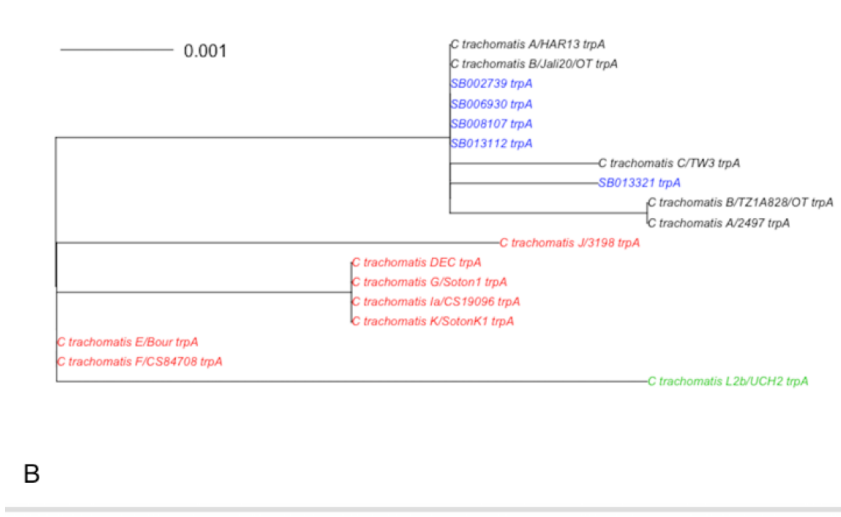 0.001
C trachomatis A/HAR13 trpA
C trachomatis B/Jali20/OT trpA
SB002739 trpA
SB006930 trpA
SB008107 trpA
SB013112 trpA
C trachomatis C/TW3 trpA
SB013321 trpA
C trachomatis B/TZ1A828/OT trpA
C trachomatis A/2497 trpA
C trachomatis J/3198 trpA
C trachomatis DEC trpA
C trachomatis G/Soton1 trpA
C trachomatis Ia/CS19096 trpA
C trachomatis K/SotonK1 trpA
C trachomatis E/Bour trpA
C trachomatis F/CS84708 trpA
C trachomatis L2b/UCH2 trpA
B